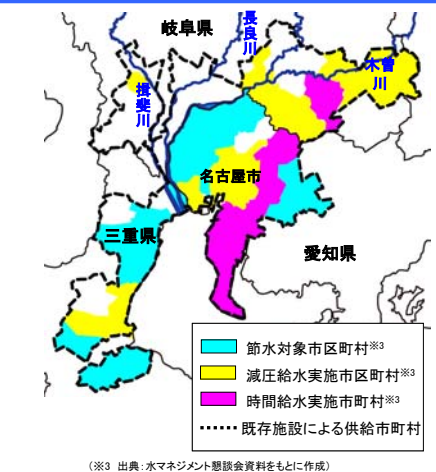 岐阜県
長良川
木曽川
揖斐川
名古屋市
三重県
愛知県
節水対象市区町村※3
減圧給水実施市区町村※3
時間給水実施市町村※3
既存施設による供給市町村
(※3 出典:水マネジメント懇談会資料をもとに作成)